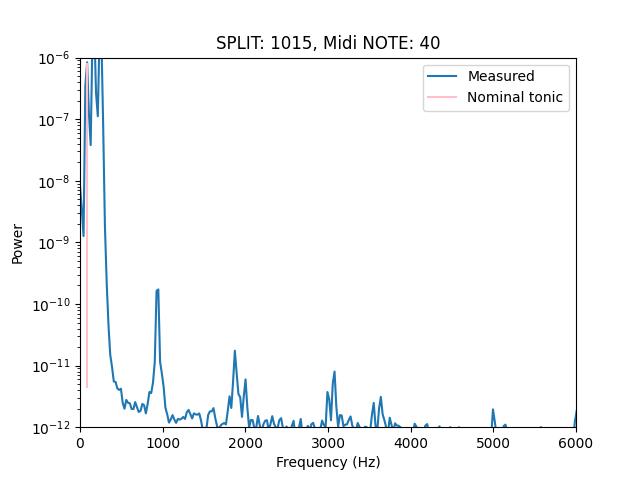 SPLIT: 1015, Midi NOTE: 40
Measured
Nominal tonic
Power
10⁻⁶
10⁻⁷
10⁻⁸
10⁻⁹
10⁻¹⁰
10⁻¹¹
10⁻¹²
0 1000 2000 3000 4000 5000 6000
Frequency (Hz)